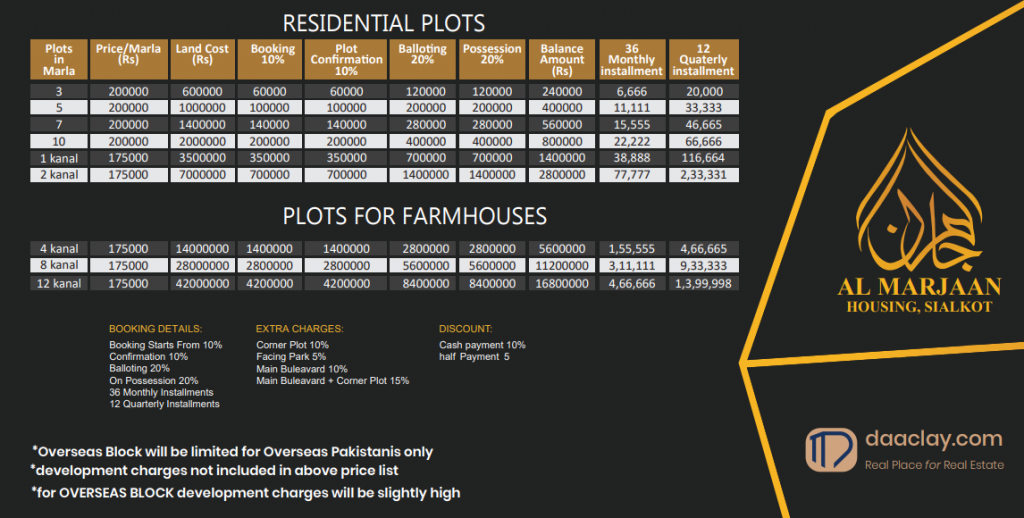 RESIDENTIAL PLOTS
Plots in Marla Price/Marla (Rs) Land Cost (Rs) Booking 10% Plot Confirmation 10% Balloting 20% Possession 20% Balance Amount (Rs) 36 Monthly installment 12 Quaterly installment
3 200000 600000 60000 60000 120000 120000 240000 6,666 20,000
5 200000 1000000 100000 100000 200000 200000 400000 11,111 33,333
7 200000 1400000 140000 140000 280000 280000 560000 15,555 46,665
10 200000 2000000 200000 200000 400000 400000 800000 22,222 66,666
1 kanal 175000 3500000 350000 350000 700000 700000 1400000 38,888 116,664
2 kanal 175000 7000000 700000 700000 1400000 1400000 2800000 77,777 2,33,331
PLOTS FOR FARMHOUSES
4 kanal 175000 14000000 1400000 1400000 2800000 2800000 5600000 1,55,555 4,66,665
8 kanal 175000 28000000 2800000 2800000 5600000 5600000 11200000 3,11,111 9,33,333
12 kanal 175000 42000000 4200000 4200000 8400000 8400000 16800000 4,66,666 1,3,99,998
BOOKING DETAILS:
Booking Starts From 10%
Confirmation 10%
Balloting 20%
On Possession 20%
36 Monthly Installments
12 Quarterly Installments
EXTRA CHARGES:
Corner Plot 10%
Facing Park 5%
Main Buleavard 10%
Main Buleavard + Corner Plot 15%
DISCOUNT:
Cash payment 10%
half Payment 5
*Overseas Block will be limited for Overseas Pakistanis only
*development charges not included in above price list
*for OVERSEAS BLOCK development charges will be slightly high
AL MARJAAN
HOUSING, SIALKOT
daaclay.com
Real Place for Real Estate